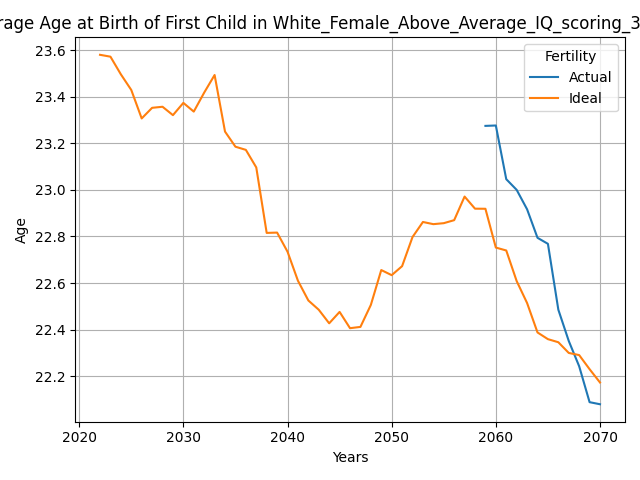 rage Age at Birth of First Child in White_Female_Above_Average_IQ_scoring_3
23.6
23.4
23.2
23.0
22.8
22.6
22.4
22.2
Age
Fertility
Actual
Ideal
2020 2030 2040 2050 2060 2070
Years